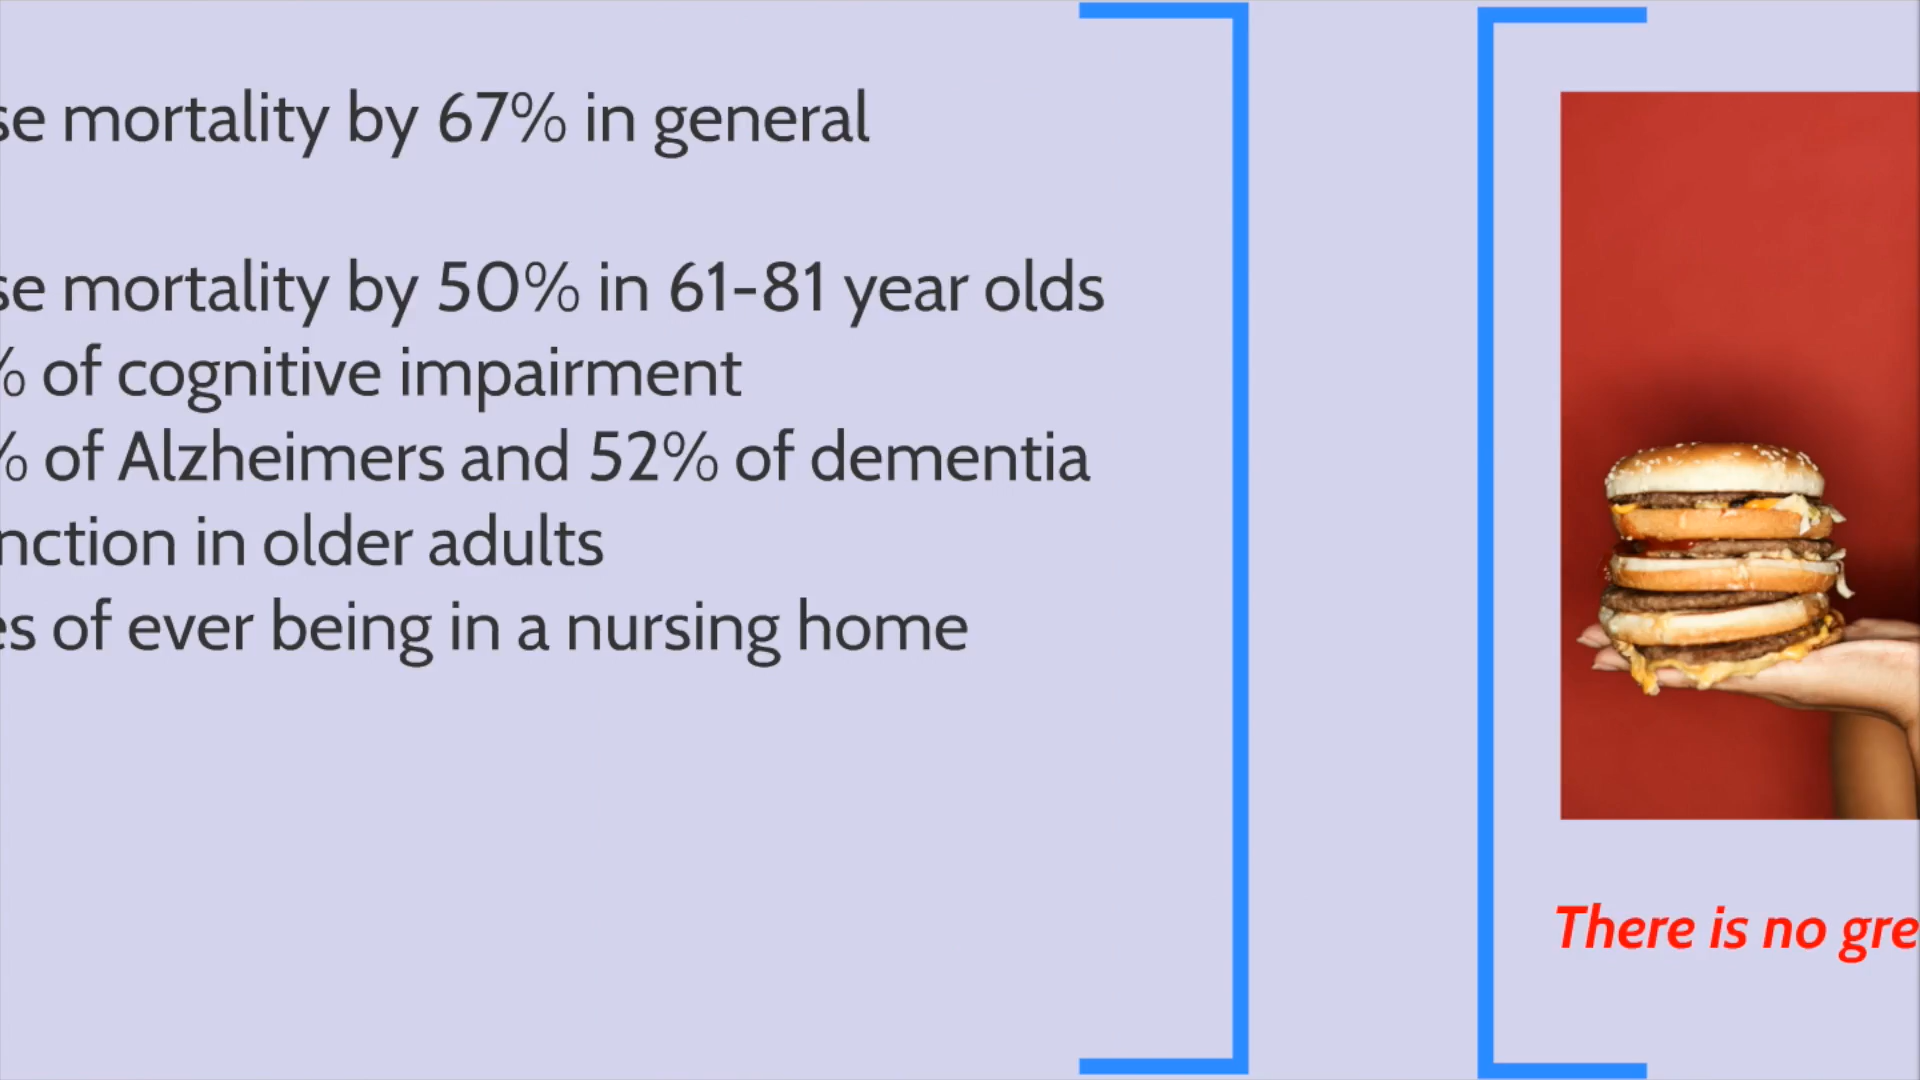 se mortality by 67% in general
se mortality by 50% in 61-81 year olds
% of cognitive impairment
% of Alzheimers and 52% of dementia
nction in older adults
es of ever being in a nursing home
There is no gre